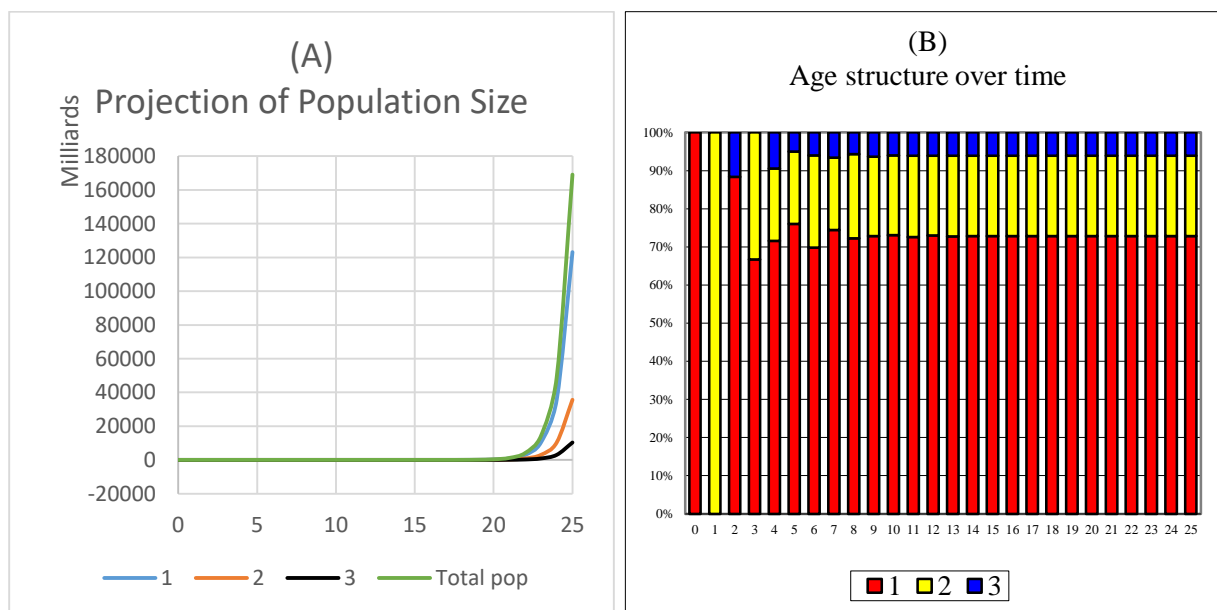 (A)
Projection of Population Size
Milliards
180000
160000
140000
120000
100000
80000
60000
40000
20000
0
-20000
0 5 10 15 20 25
1 2 3 Total pop
(B)
Age structure over time
100%
90%
80%
70%
60%
50%
40%
30%
20%
10%
0%
0 1 2 3 4 5 6 7 8 9 10 11 12 13 14 15 16 17 18 19 20 21 22 23 24 25
1 2 3